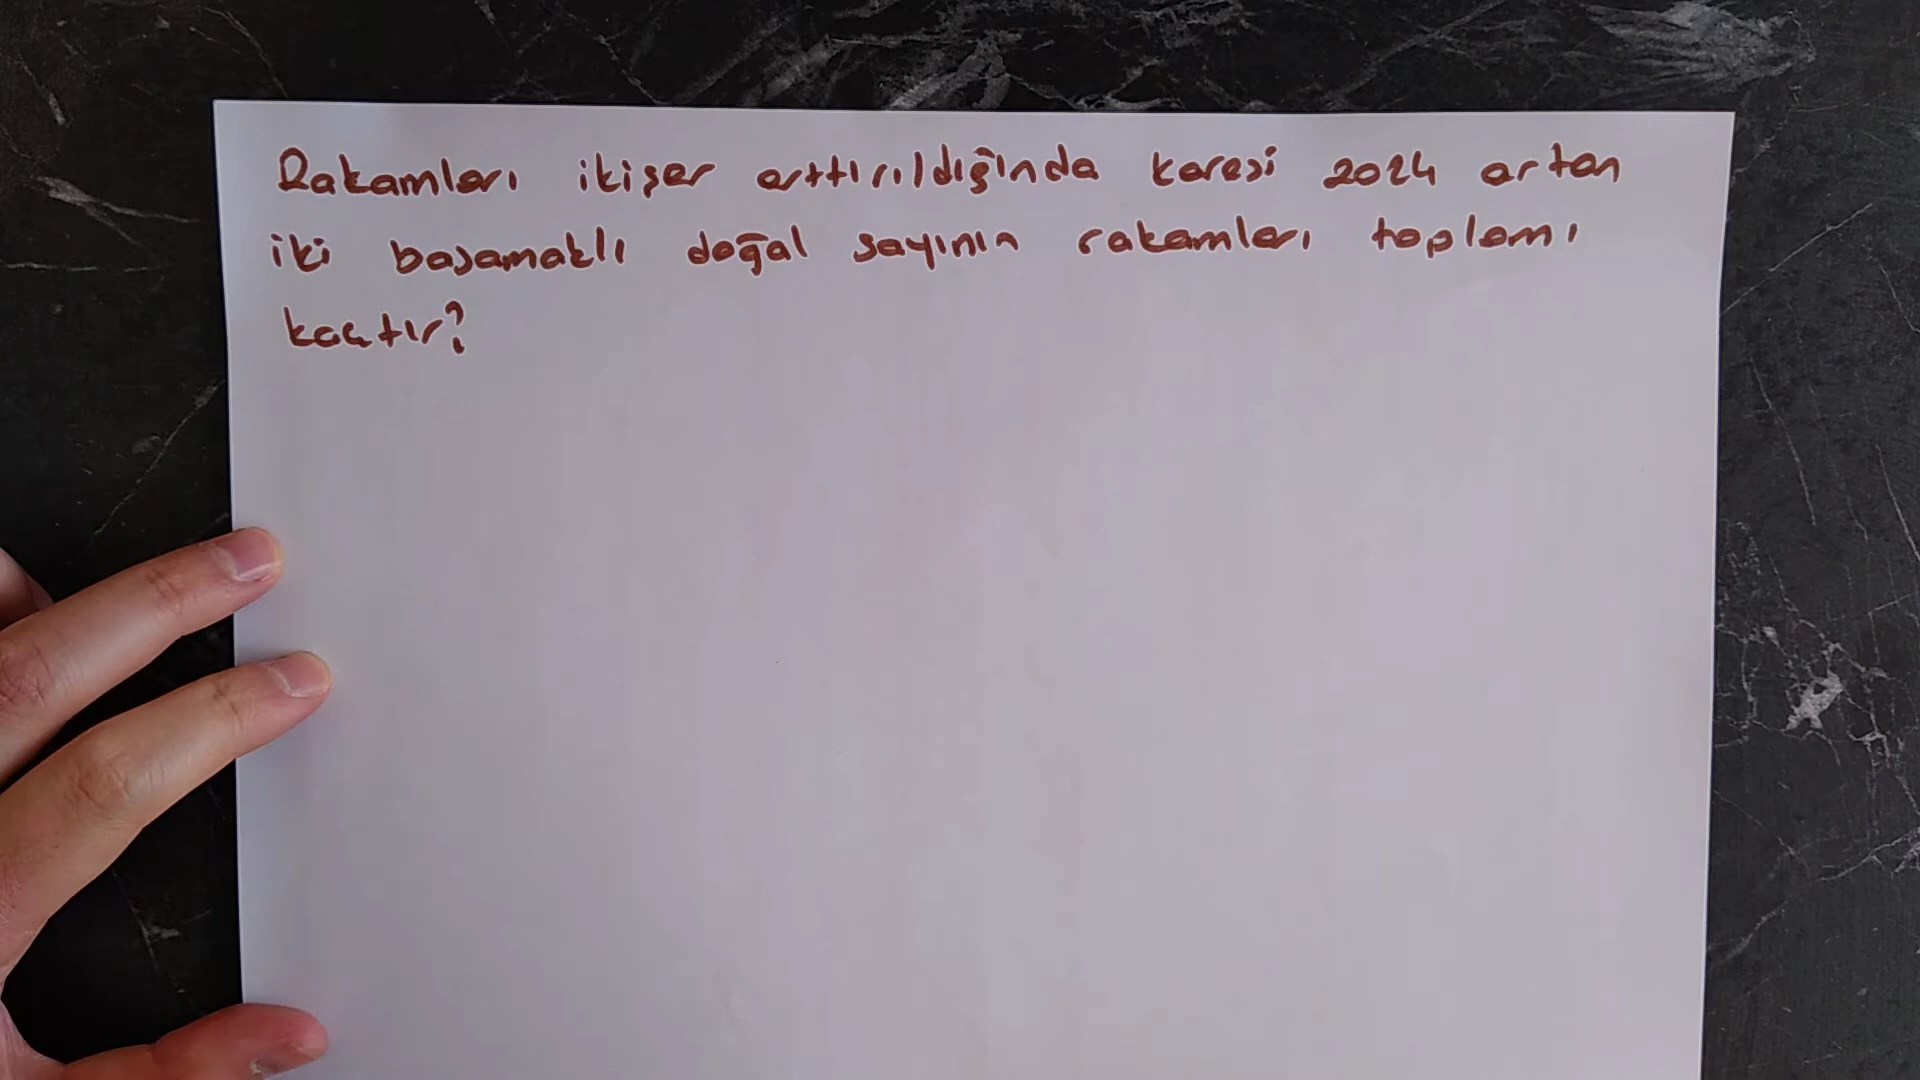 Rakamları ikişer arttırıldığında karesi 2024 artan
iki basamaklı doğal sayının rakamları toplamı
kaçtır?